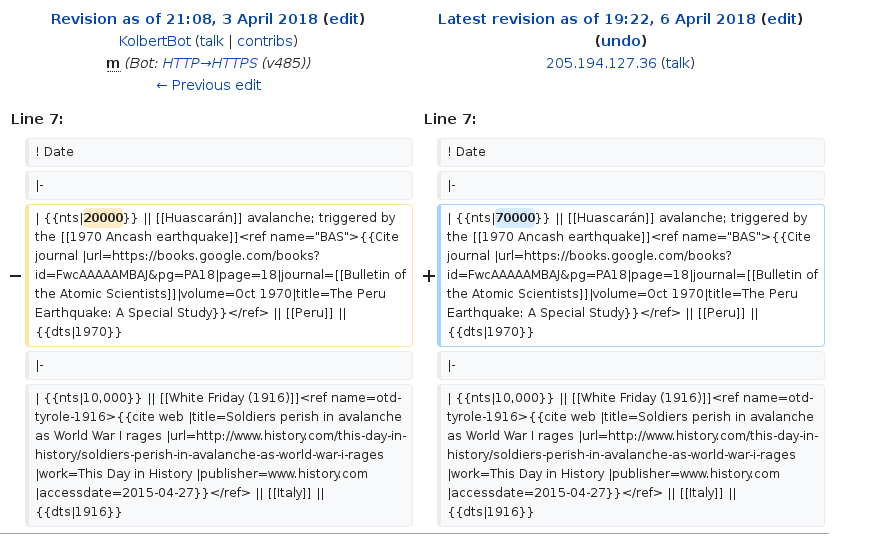 Revision as of 21:08, 3 April 2018 (edit)
KolbertBot (talk | contribs)
m (Bot: HTTP→HTTPS (v485))
← Previous edit
Latest revision as of 19:22, 6 April 2018 (edit)
(undo)
205.194.127.36 (talk)
Line 7:
Line 7:
! Date
! Date
|-
|-
−
| {{nts|20000}} || [[Huascarán]] avalanche; triggered by
the [[1970 Ancash earthquake]]<ref name="BAS">{{Cite
journal |url=https://books.google.com/books?
id=FwcAAAAAMBAJ&pg=PA18|page=18|journal=[[Bulletin of
the Atomic Scientists]]|volume=Oct 1970|title=The Peru
Earthquake: A Special Study}}</ref> || [[Peru]] ||
{{dts|1970}}
+
| {{nts|70000}} || [[Huascarán]] avalanche; triggered by
the [[1970 Ancash earthquake]]<ref name="BAS">{{Cite
journal |url=https://books.google.com/books?
id=FwcAAAAAMBAJ&pg=PA18|page=18|journal=[[Bulletin of
the Atomic Scientists]]|volume=Oct 1970|title=The Peru
Earthquake: A Special Study}}</ref> || [[Peru]] ||
{{dts|1970}}
|-
|-
| {{nts|10,000}} || [[White Friday (1916)]]<ref name=otd-
tyrole-1916>{{cite web |title=Soldiers perish in avalanche
as World War I rages |url=http://www.history.com/this-day-in-
history/soldiers-perish-in-avalanche-as-world-war-i-rages
|work=This Day in History |publisher=www.history.com
|accessdate=2015-04-27}}</ref> || [[Italy]] ||
{{dts|1916}}
| {{nts|10,000}} || [[White Friday (1916)]]<ref name=otd-
tyrole-1916>{{cite web |title=Soldiers perish in avalanche
as World War I rages |url=http://www.history.com/this-day-in-
history/soldiers-perish-in-avalanche-as-world-war-i-rages
|work=This Day in History |publisher=www.history.com
|accessdate=2015-04-27}}</ref> || [[Italy]] ||
{{dts|1916}}